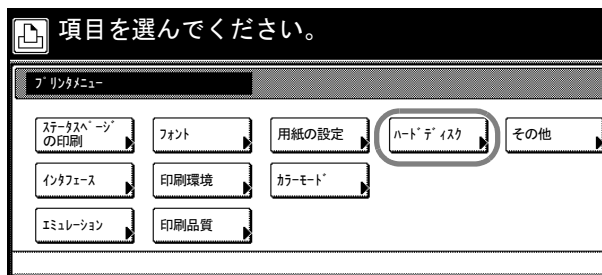 項目を選んでください。
プリンタメニュー
ステータスページ
の印刷
フォント
用紙の設定
ハードディスク
その他
インタフェース
印刷環境
カラーモード
エミュレーション
印刷品質